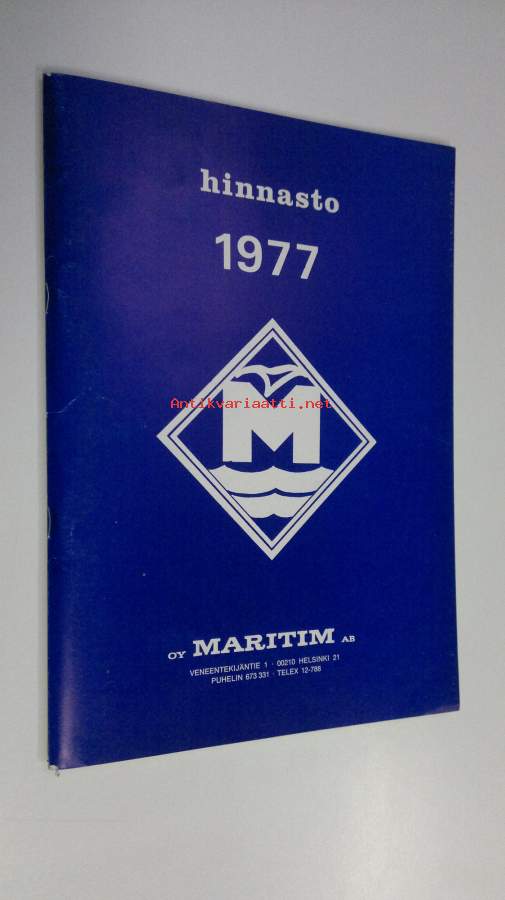 hinnasto
1977
Antikvariaatti.net
M
OY MARITIM AB
VENEENTEKIJÄNTIE 1 · 00210 HELSINKI 21
PUHELIN 673 331 · TELEX 12-788